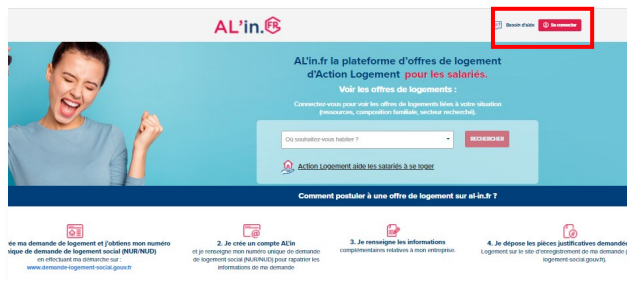 AL'in.FR
Besoin d'aide
Se connecter
AL'in.fr la plateforme d'offres de logement
d'Action Logement pour les salariés.
Voir les offres de logements :
Connectez-vous pour voir les offres de logements liées à votre situation
(ressources, composition familiale, secteur recherché).
Où souhaitez-vous habiter ?
RECHERCHER
Action Logement aide les salariés à se loger
Comment postuler à une offre de logement sur al-in.fr ?
ée ma demande de logement et j'obtiens mon numéro
nique de demande de logement social (NUR/NUD)
en effectuant ma démarche sur :
www.demande-logement-social.gouv.fr
2. Je crée un compte AL'in
et je renseigne mon numéro unique de demande
de logement social (NUR/NUD) pour rapatrier les
informations de ma demande
3. Je renseigne les informations
complémentaires relatives à mon entreprise.
4. Je dépose les pièces justificatives demandée
Logement sur le site d'enregistrement de ma demande (
logement-social.gouv.fr).